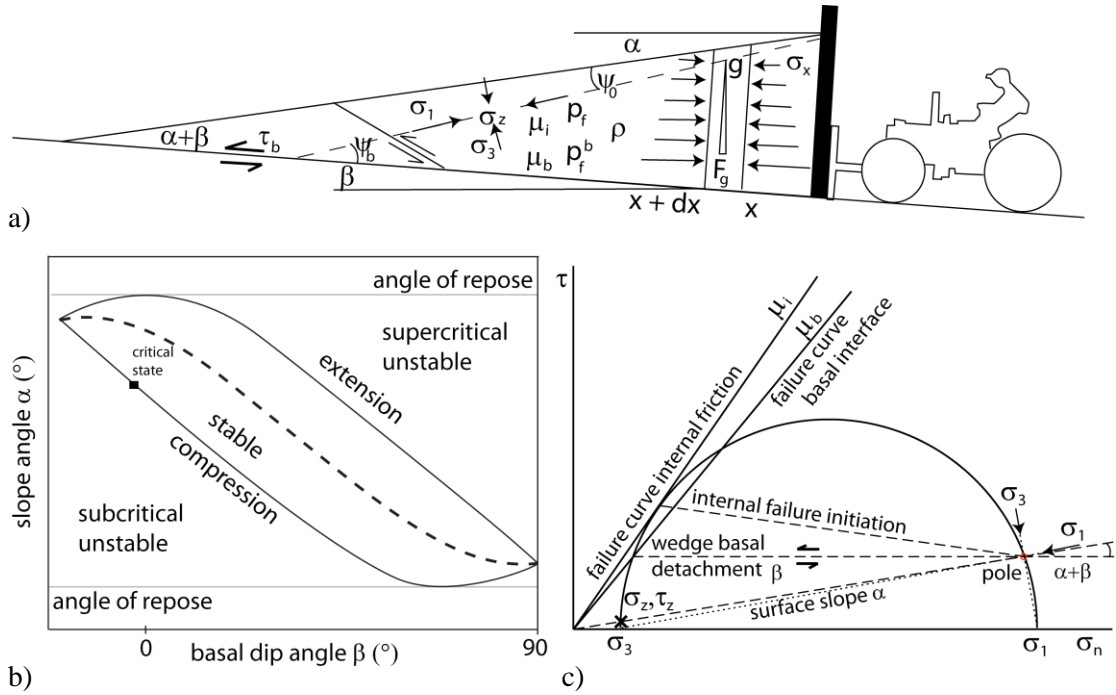 α
σx
g
ψ0
σ1
σz
pf
μi
ρ
α+β
τb
ψb
σ3
μb
pfb
β
Fg
x + dx
x
a)
angle of repose
supercritical
unstable
critical
state
extension
stable
compression
subcritical
unstable
angle of repose
slope angle α (°)
0
90
basal dip angle β (°)
b)
τ
μi
μb
failure curve internal friction
failure curve
basal interface
internal failure initiation
σ3
σ1
wedge basal
detachment β
pole
α+β
σz,τz
surface slope α
σ3
σ1
σn
c)